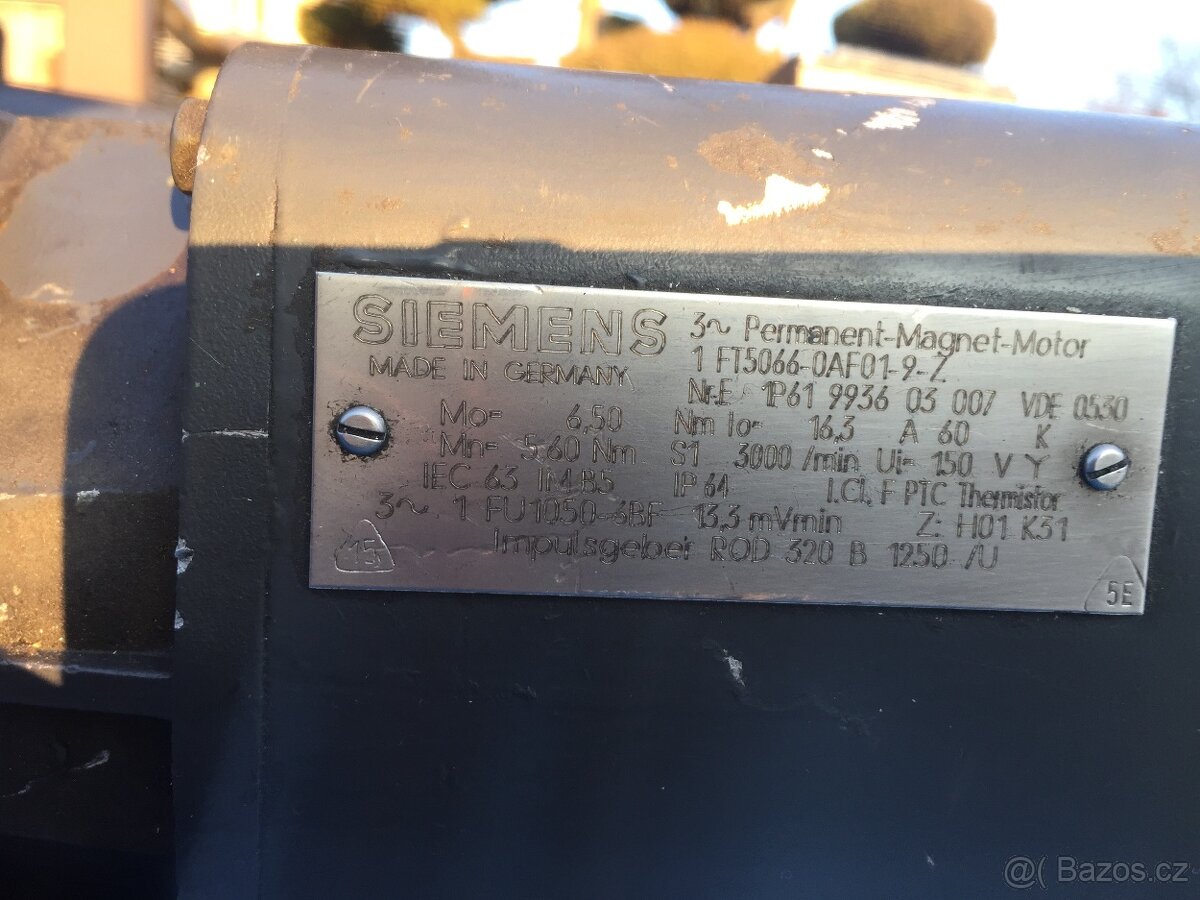 SIEMENS 3~ Permanent-Magnet-Motor
MADE IN GERMANY 1 FT5066-0AF01-9-Z
Nr.E 1P61 9936 03 007 VDE 0530
Mo= 6,50 Nm Io= 16,3 A 60 K
Mn= 5,60 Nm S1 3000 /min Ui= 150 V Y
IEC 63 IM B5 IP 64 I.Cl. F PTC Thermistor
3~ 1 FU1050-6BF 13,3 mVmin Z: H01 K31
Impulsgeber ROD 320 B 1250 /U
15
5E
@( Bazos.cz